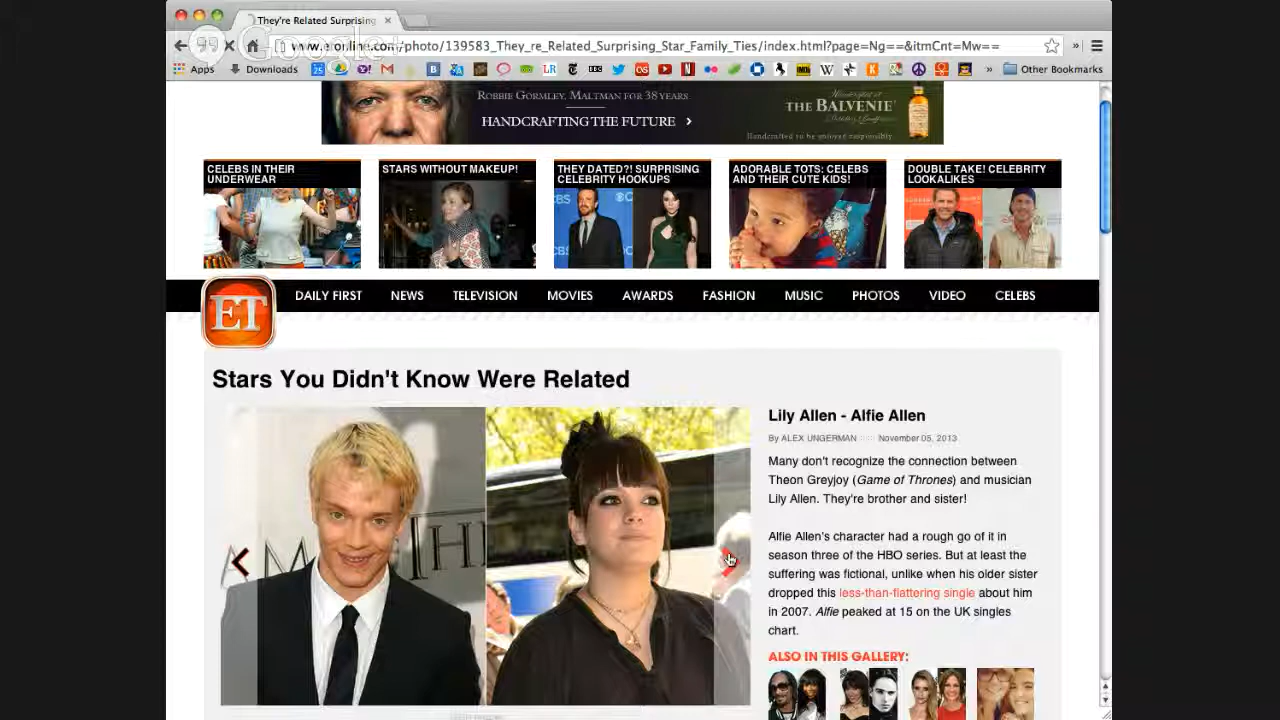 They're Related Surprising
Google+
www.etonline.com/photo/139583_They_re_Related_Surprising_Star_Family_Ties/index.html?page=Ng==&itmCnt=Mw==
Apps Downloads Other Bookmarks
ROBBIE GORMLEY, MALTMAN FOR 38 YEARS
HANDCRAFTING THE FUTURE
THE BALVENIE
Handcrafted to be enjoyed responsibly.
CELEBS IN THEIR
UNDERWEAR
STARS WITHOUT MAKEUP!
THEY DATED?! SURPRISING
CELEBRITY HOOKUPS
ADORABLE TOTS: CELEBS
AND THEIR CUTE KIDS!
DOUBLE TAKE! CELEBRITY
LOOKALIKES
ET DAILY FIRST NEWS TELEVISION MOVIES AWARDS FASHION MUSIC PHOTOS VIDEO CELEBS
Stars You Didn't Know Were Related
Lily Allen - Alfie Allen
By ALEX UNGERMAN November 05, 2013
Many don't recognize the connection between
Theon Greyjoy (Game of Thrones) and musician
Lily Allen. They're brother and sister!
Alfie Allen's character had a rough go of it in
season three of the HBO series. But at least the
suffering was fictional, unlike when his older sister
dropped this less-than-flattering single about him
in 2007. Alfie peaked at 15 on the UK singles
chart.
ALSO IN THIS GALLERY: